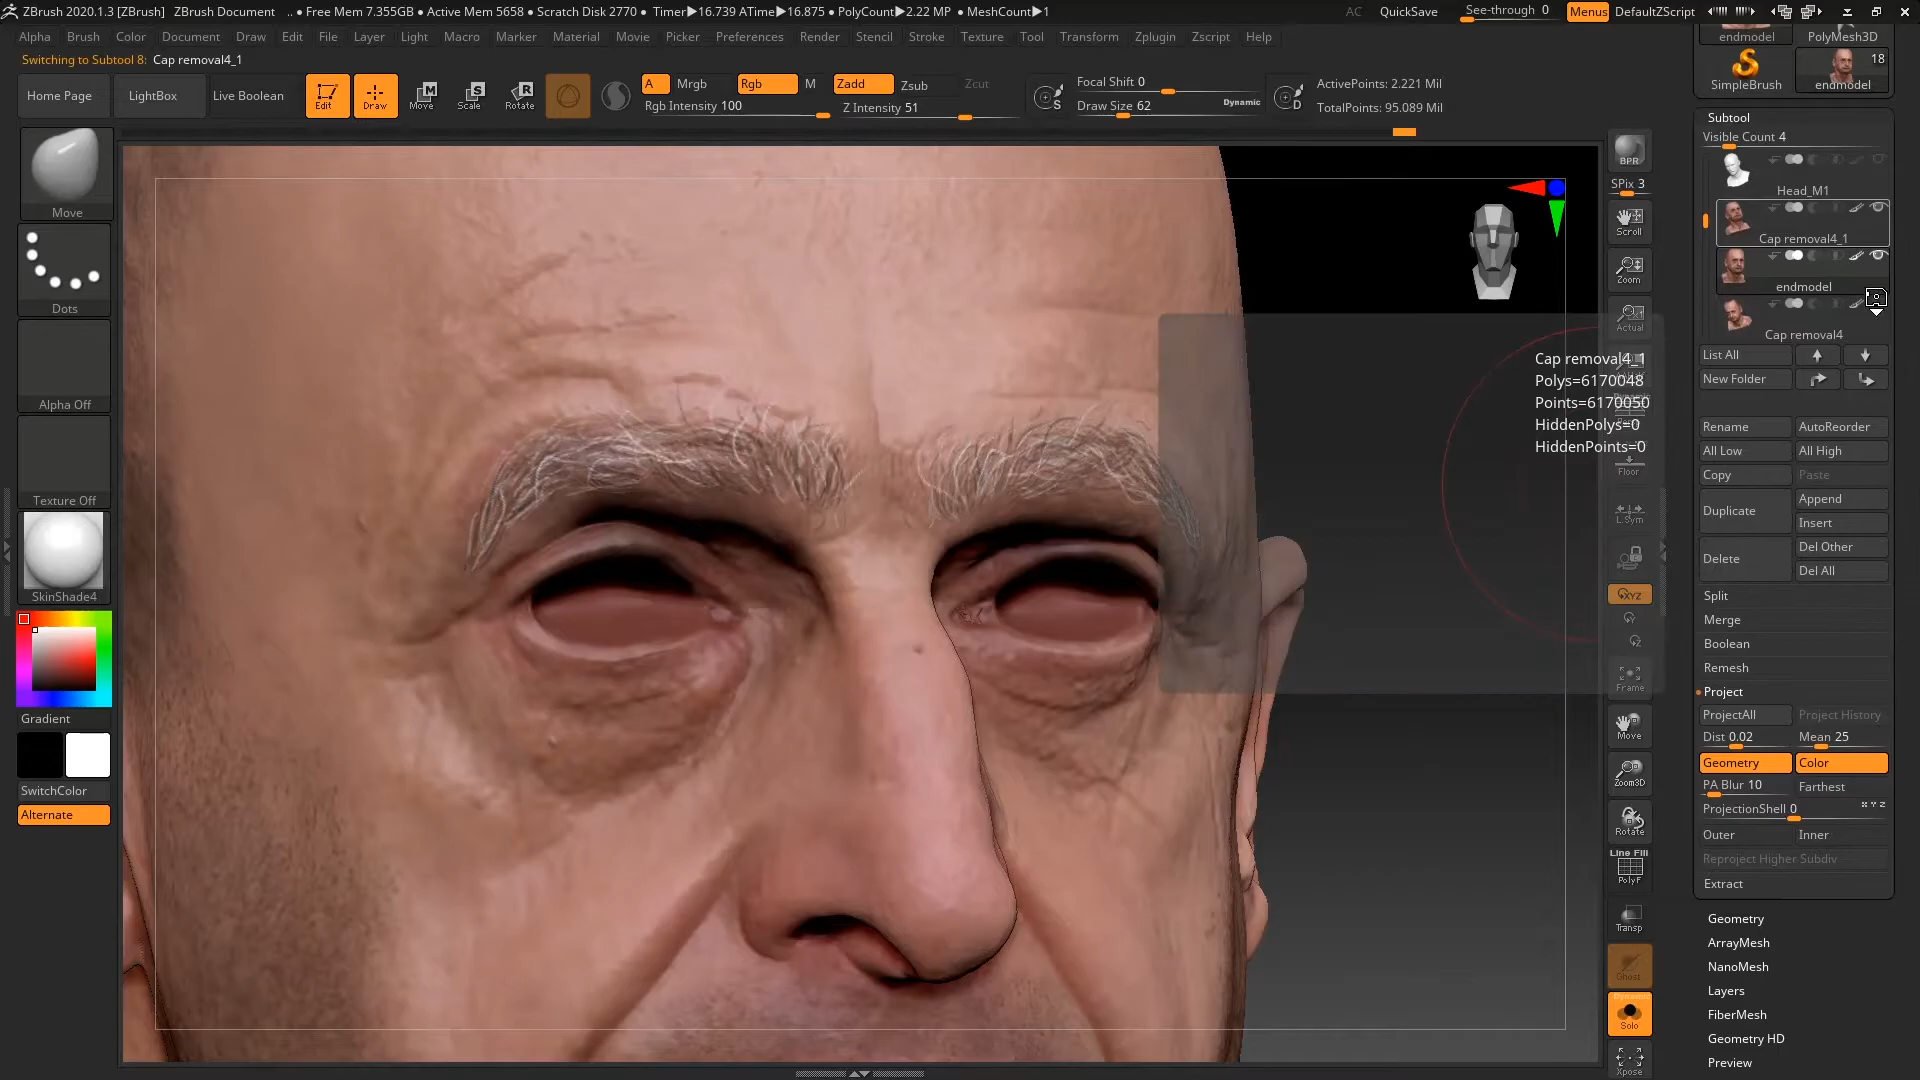 ZBrush 2020.1.3 [ZBrush] ZBrush Document .. • Free Mem 7.355GB • Active Mem 5658 • Scratch Disk 2770 • Timer▶16.739 ATime▶16.875 • PolyCount▶2.22 MP • MeshCount▶1 AC QuickSave See-through 0 Menus DefaultZScript
Alpha Brush Color Document Draw Edit File Layer Light Macro Marker Material Movie Picker Preferences Render Stencil Stroke Texture Tool Transform Zplugin Zscript Help
Switching to Subtool 8: Cap removal4_1
Home Page LightBox Live Boolean Edit Draw Move Scale Rotate
A Mrgb Rgb M Zadd Zsub Zcut
Rgb Intensity 100 Z Intensity 51
Focal Shift 0
Draw Size 62 Dynamic
S D
ActivePoints: 2.221 Mil
TotalPoints: 95.089 Mil
Move
Dots
Alpha Off
Texture Off
SkinShade4
Gradient
SwitchColor
Alternate
Cap removal4_1
Polys=6170048
Points=6170050
HiddenPolys=0
HiddenPoints=0
BPR
SPix 3
Scroll
Zoom
Actual
Floor
L.Sym
XYZ
Y
Z
Frame
Move
Zoom3D
Rotate
Line Fill
PolyF
Transp
Ghost
Dynamic
Solo
Xpose
endmodel PolyMesh3D
18
SimpleBrush endmodel
Subtool
Visible Count 4
Head_M1
Cap removal4_1
endmodel
Cap removal4
List All
New Folder
Rename AutoReorder
All Low All High
Copy Paste
Duplicate Append
Insert
Delete Del Other
Del All
Split
Merge
Boolean
Remesh
Project
ProjectAll Project History
Dist 0.02 Mean 25
Geometry Color
PA Blur 10 Farthest
ProjectionShell 0 X Y Z
Outer Inner
Reproject Higher Subdiv
Extract
Geometry
ArrayMesh
NanoMesh
Layers
FiberMesh
Geometry HD
Preview